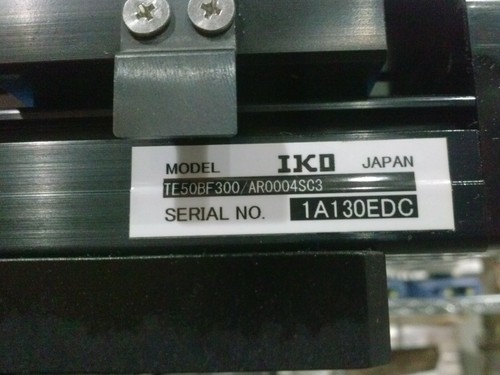 MODEL IKO JAPAN
TE50BF300/AR0004SC3
SERIAL NO. 1A130EDC